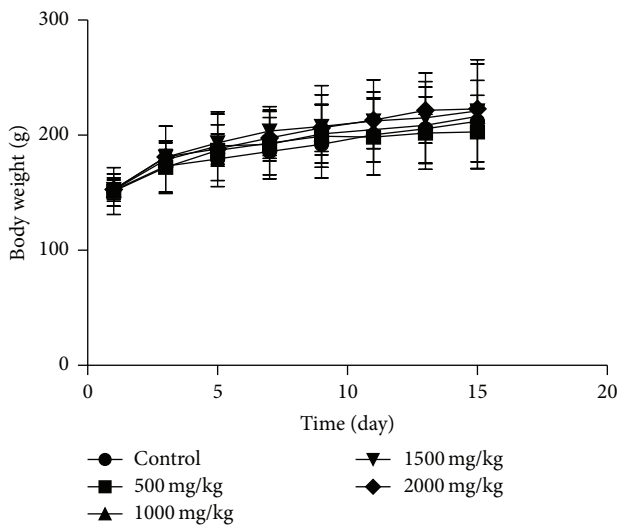 300
200
100
0
Body weight (g)
0 5 10 15 20
Time (day)
Control
500 mg/kg
1000 mg/kg
1500 mg/kg
2000 mg/kg